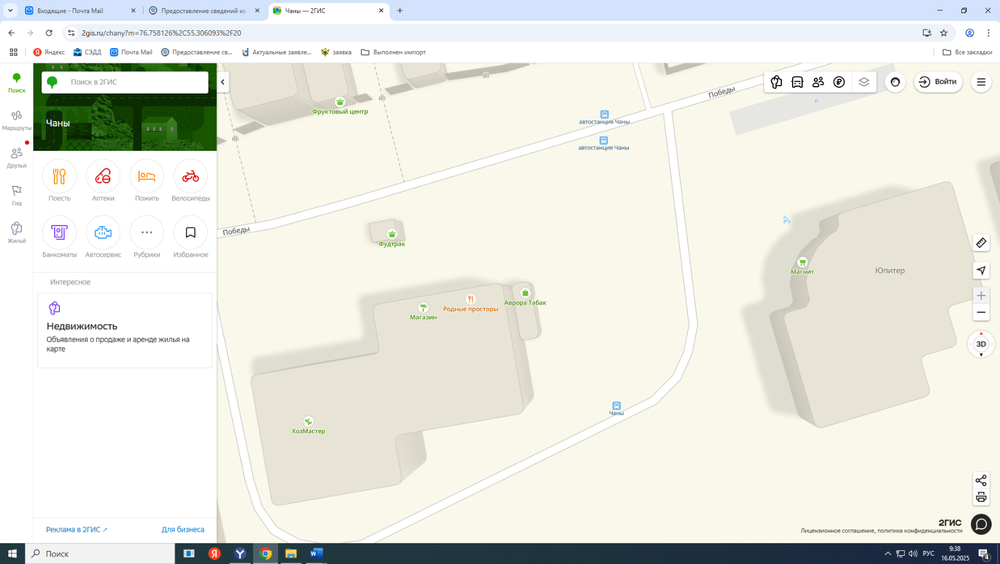 Входящие - Почта Mail
Предоставление сведений из
Чаны — 2ГИС
2gis.ru/chany?m=76.758126%2C55.306093%2F20
Яндекс
СЭДД
Почта Mail
Предоставление св...
Актуальные заявле...
заявка
Выполнен импорт
Все закладки
Поиск
Маршруты
Друзья
Гид
Жильё
Поиск в 2ГИС
Чаны
Поесть
Аптеки
Пожить
Велосипеды
Банкоматы
Автосервис
Рубрики
Избранное
Интересное
Недвижимость
Объявления о продаже и аренде жилья на
карте
Реклама в 2ГИС ↗
Для бизнеса
Фруктовый центр
автостанция Чаны
автостанция Чаны
Победы
P
Войти
Победы
Фудтрак
Магнит
Юпитер
Аврора Табак
Родные просторы
Магазин
3D
Чаны
ХозМастер
2ГИС
Лицензионное соглашение, политика конфиденциальности
Поиск
РУС
9:38
16.05.2025
4